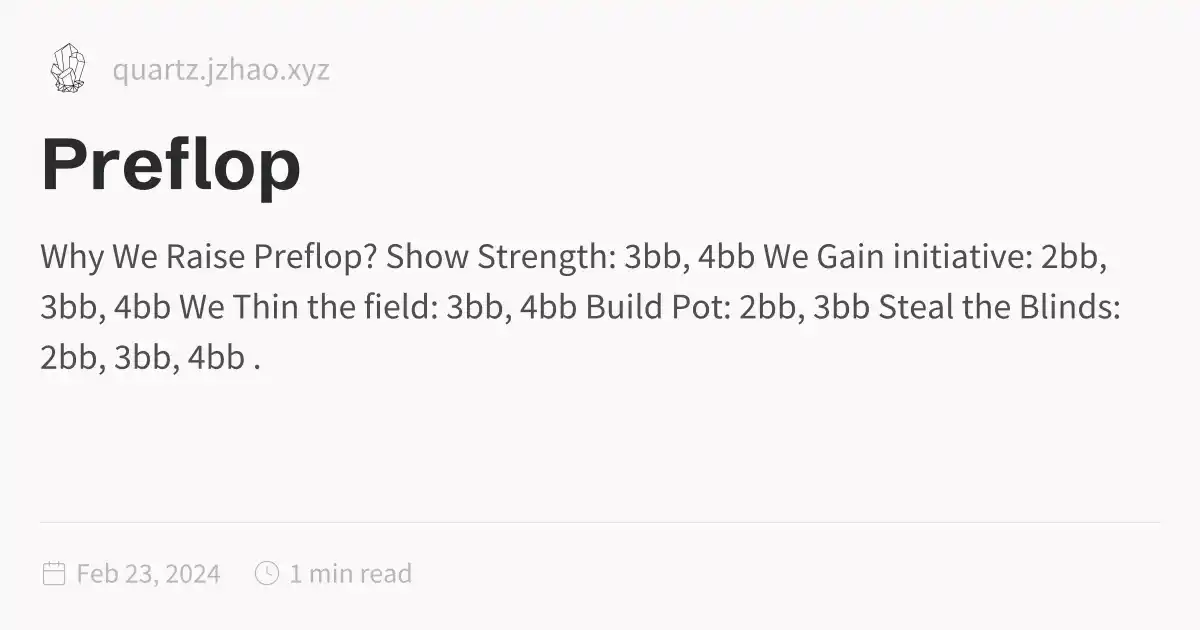 quartz.jzhao.xyz
Preflop
Why We Raise Preflop? Show Strength: 3bb, 4bb We Gain initiative: 2bb,
3bb, 4bb We Thin the field: 3bb, 4bb Build Pot: 2bb, 3bb Steal the Blinds:
2bb, 3bb, 4bb .
Feb 23, 2024 1 min read